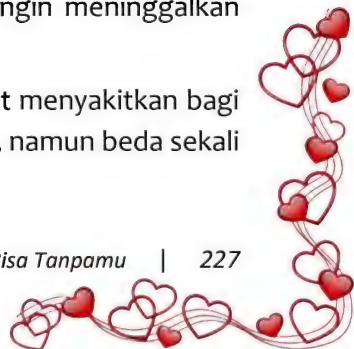 ngin meninggalkan
t menyakitkan bagi
, namun beda sekali
isa Tanpamu | 227